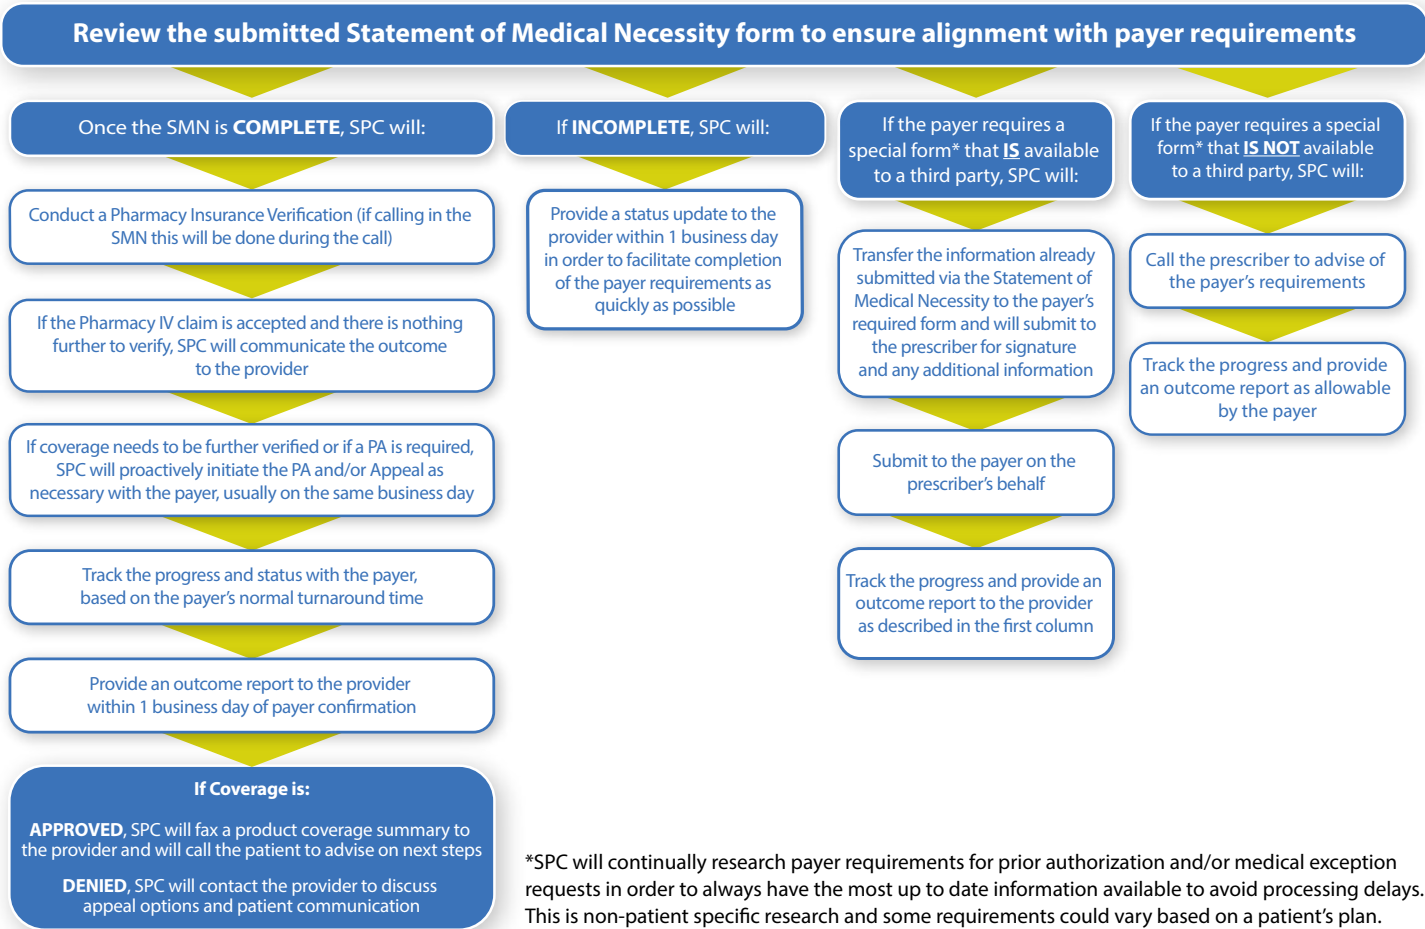 Review the submitted Statement of Medical Necessity form to ensure alignment with payer requirements
Once the SMN is COMPLETE, SPC will:
Conduct a Pharmacy Insurance Verification (if calling in the
SMN this will be done during the call)
If the Pharmacy IV claim is accepted and there is nothing
further to verify, SPC will communicate the outcome
to the provider
If coverage needs to be further verified or if a PA is required,
SPC will proactively initiate the PA and/or Appeal as
necessary with the payer, usually on the same business day
Track the progress and status with the payer,
based on the payer’s normal turnaround time
Provide an outcome report to the provider
within 1 business day of payer confirmation
If Coverage is:
APPROVED, SPC will fax a product coverage summary to
the provider and will call the patient to advise on next steps
DENIED, SPC will contact the provider to discuss
appeal options and patient communication
If INCOMPLETE, SPC will:
Provide a status update to the
provider within 1 business day
in order to facilitate completion
of the payer requirements as
quickly as possible
If the payer requires a
special form* that IS available
to a third party, SPC will:
Transfer the information already
submitted via the Statement of
Medical Necessity to the payer’s
required form and will submit to
the prescriber for signature
and any additional information
Submit to the payer on the
prescriber’s behalf
Track the progress and provide an
outcome report to the provider
as described in the first column
If the payer requires a special
form* that IS NOT available
to a third party, SPC will:
Call the prescriber to advise of
the payer’s requirements
Track the progress and provide
an outcome report as allowable
by the payer
*SPC will continually research payer requirements for prior authorization and/or medical exception
requests in order to always have the most up to date information available to avoid processing delays.
This is non-patient specific research and some requirements could vary based on a patient’s plan.